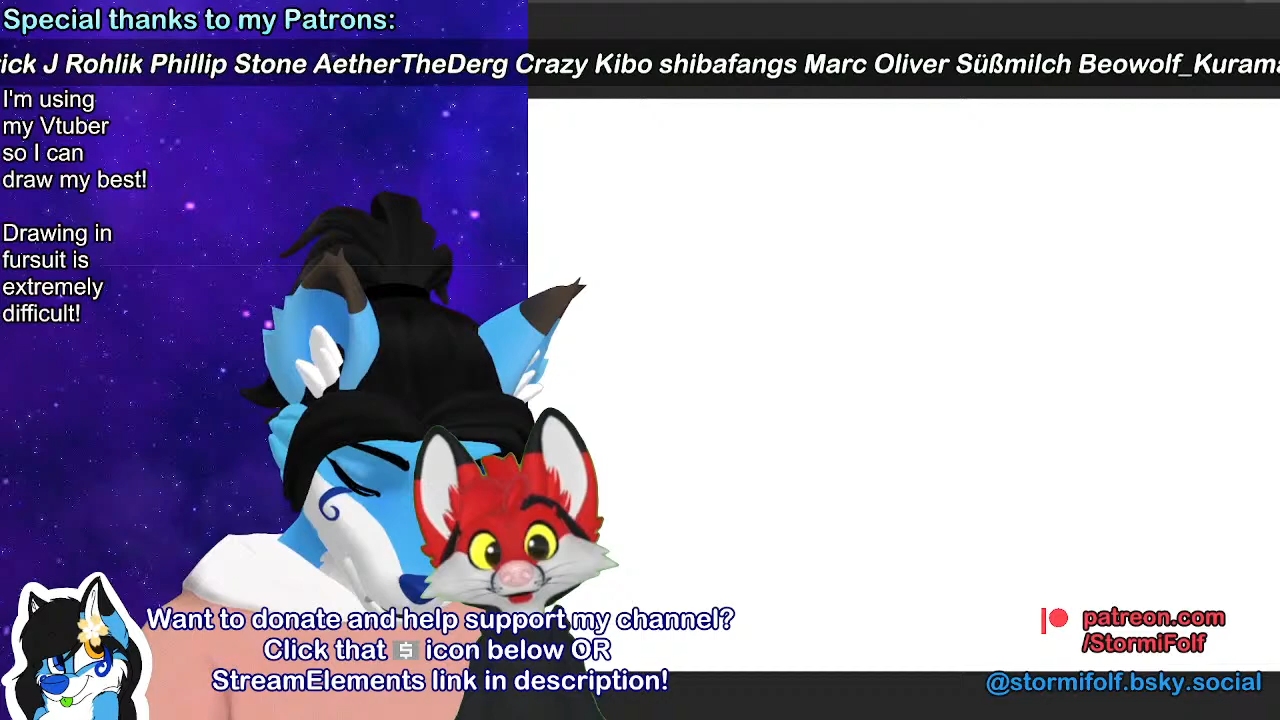 Special thanks to my Patrons:
ick J Rohlik Phillip Stone AetherTheDerg Crazy Kibo shibafangs Marc Oliver Süßmilch Beowolf_Kurama
I'm using
my Vtuber
so I can
draw my best!
Drawing in
fursuit is
extremely
difficult!
Want to donate and help support my channel?
Click that $ icon below OR
StreamElements link in description!
patreon.com
/StormiFolf
@stormifolf.bsky.social